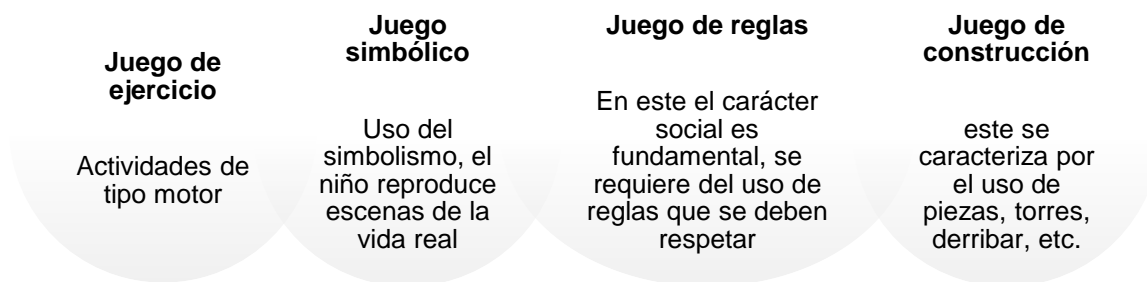 Juego de
ejercicio
Actividades de
tipo motor
Juego
simbólico
Uso del
simbolismo, el
niño reproduce
escenas de la
vida real
Juego de reglas
En este el carácter
social es
fundamental, se
requiere del uso de
reglas que se deben
respetar
Juego de
construcción
este se
caracteriza por
el uso de
piezas, torres,
derribar, etc.